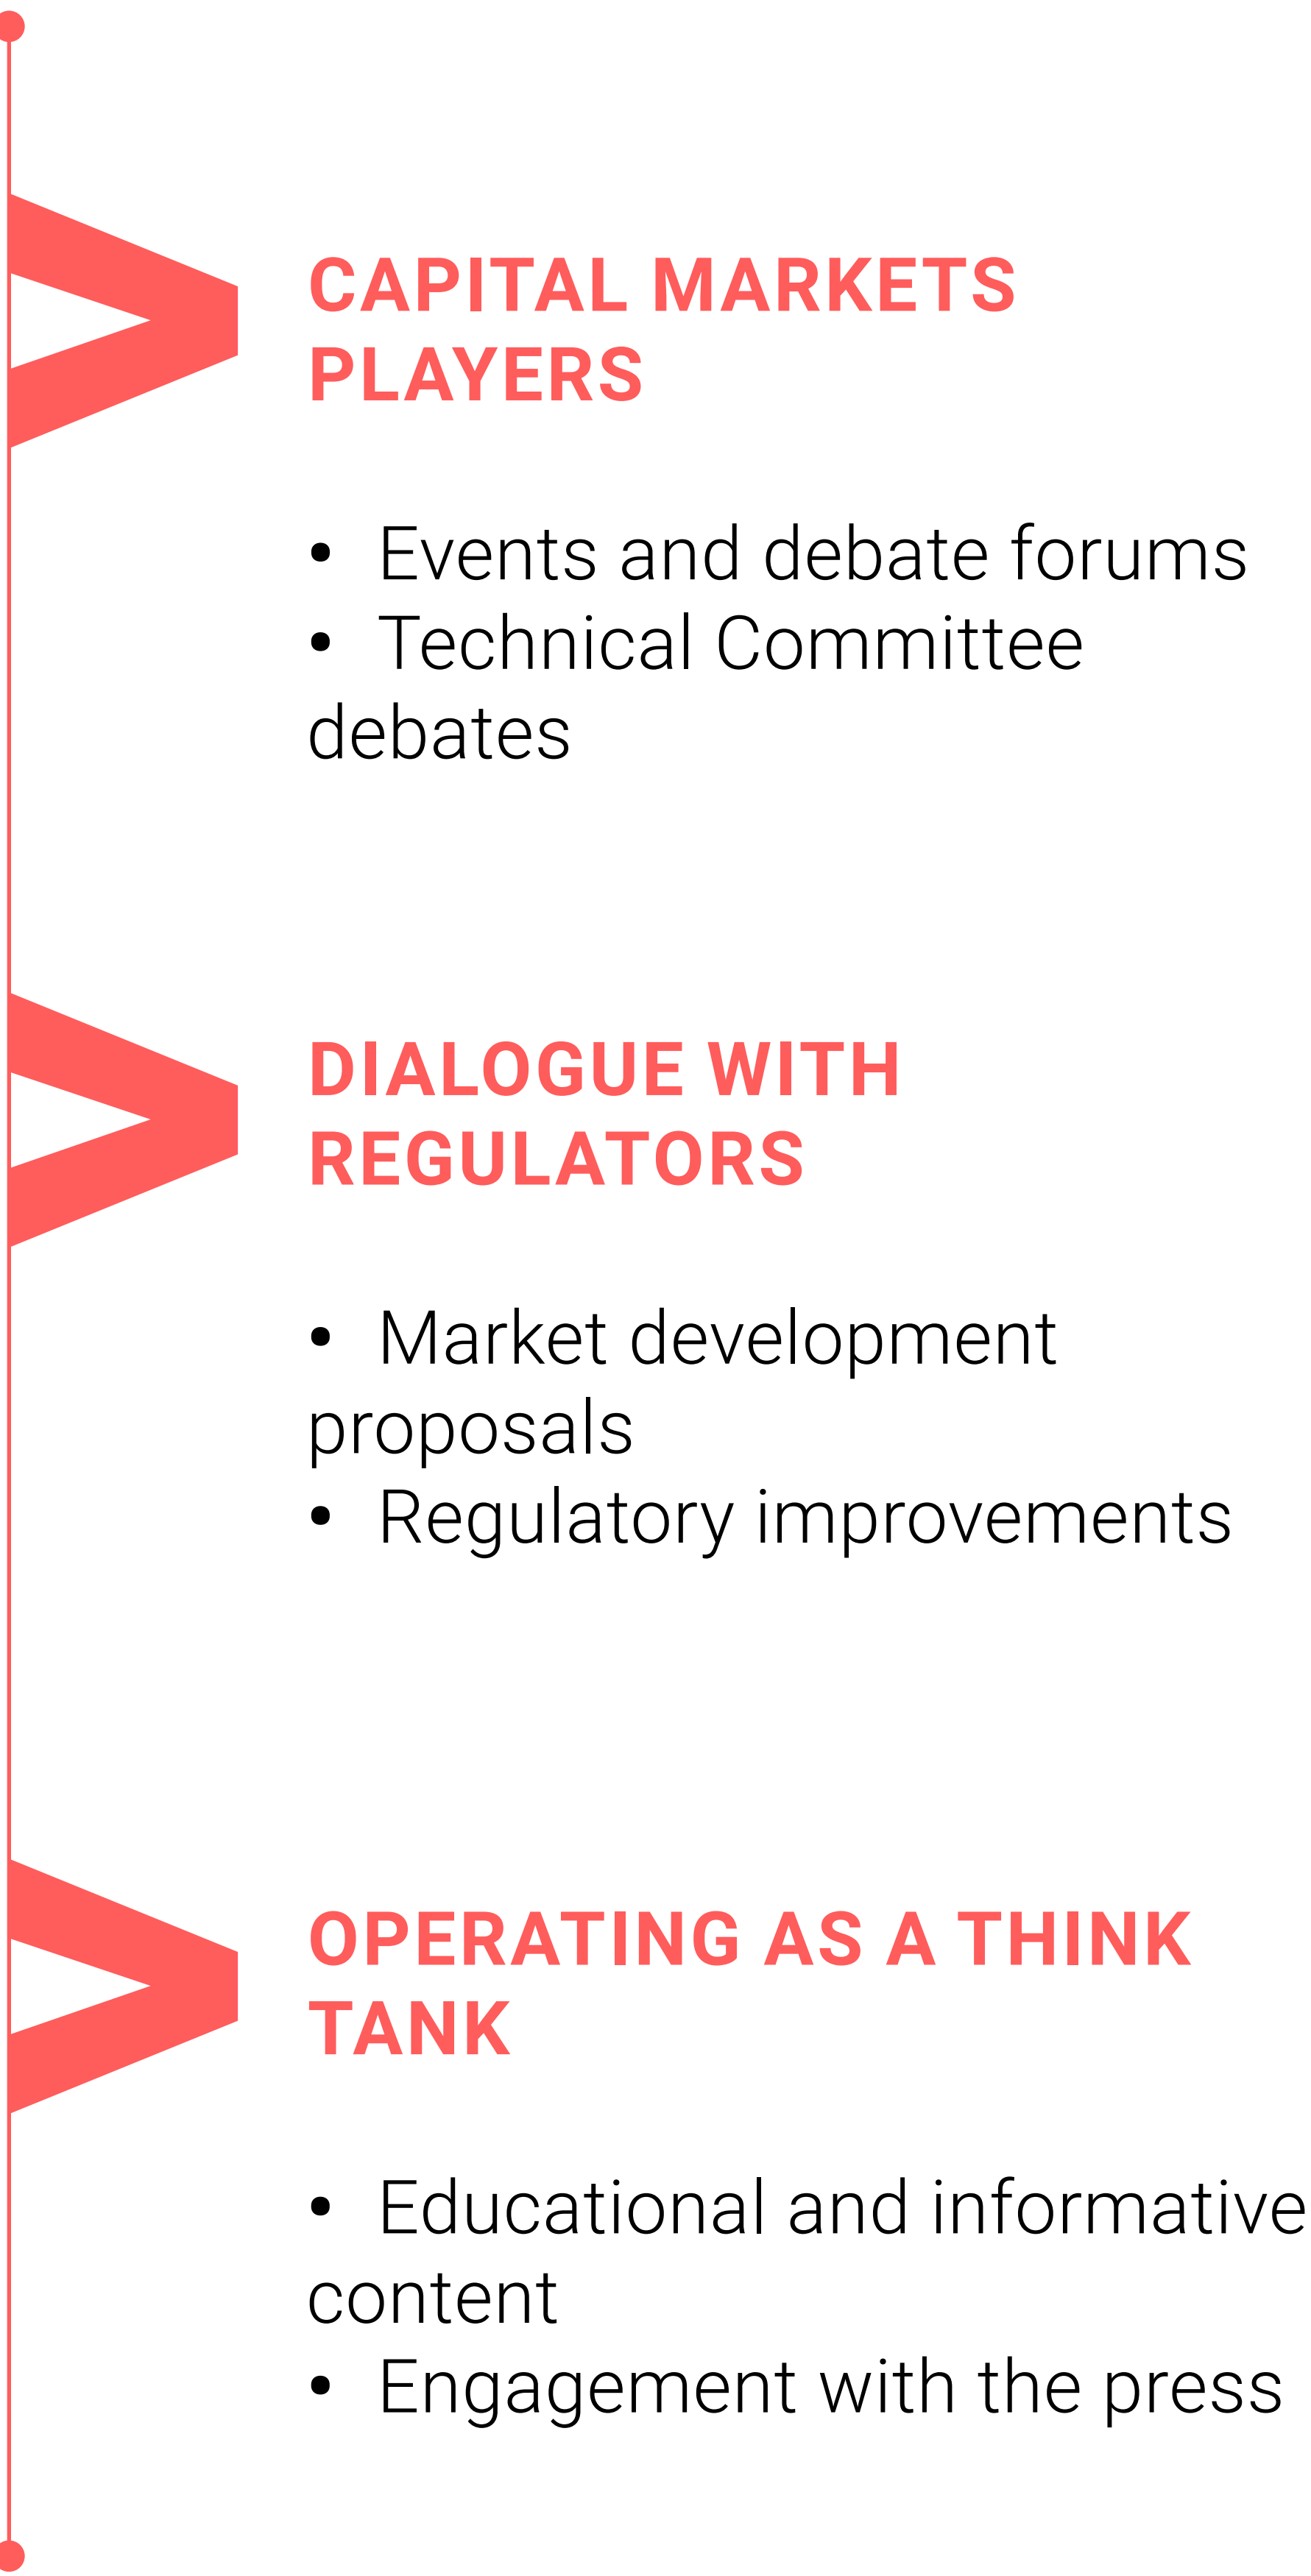 CAPITAL MARKETS
PLAYERS
• Events and debate forums
• Technical Committee
debates
DIALOGUE WITH
REGULATORS
• Market development
proposals
• Regulatory improvements
OPERATING AS A THINK
TANK
• Educational and informative
content
• Engagement with the press